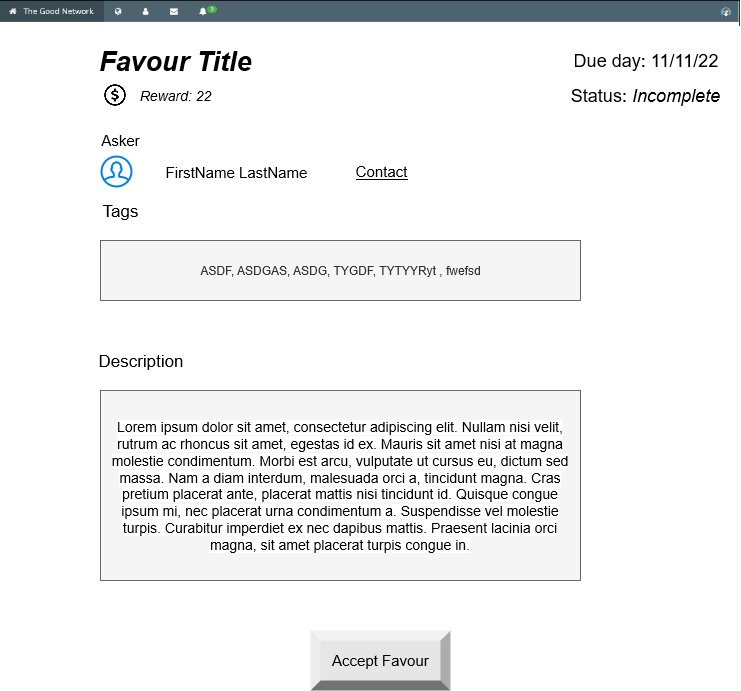 The Good Network
3
Favour Title
Due day: 11/11/22
Reward: 22
Status: Incomplete
Asker
FirstName LastName
Contact
Tags
ASDF, ASDGAS, ASDG, TYGDF, TYTYYRyt , fwefsd
Description
Lorem ipsum dolor sit amet, consectetur adipiscing elit. Nullam nisi velit,
rutrum ac rhoncus sit amet, egestas id ex. Mauris sit amet nisi at magna
molestie condimentum. Morbi est arcu, vulputate ut cursus eu, dictum sed
massa. Nam a diam interdum, malesuada orci a, tincidunt magna. Cras
pretium placerat ante, placerat mattis nisi tincidunt id. Quisque congue
ipsum mi, nec placerat urna condimentum a. Suspendisse vel molestie
turpis. Curabitur imperdiet ex nec dapibus mattis. Praesent lacinia orci
magna, sit amet placerat turpis congue in.
Accept Favour